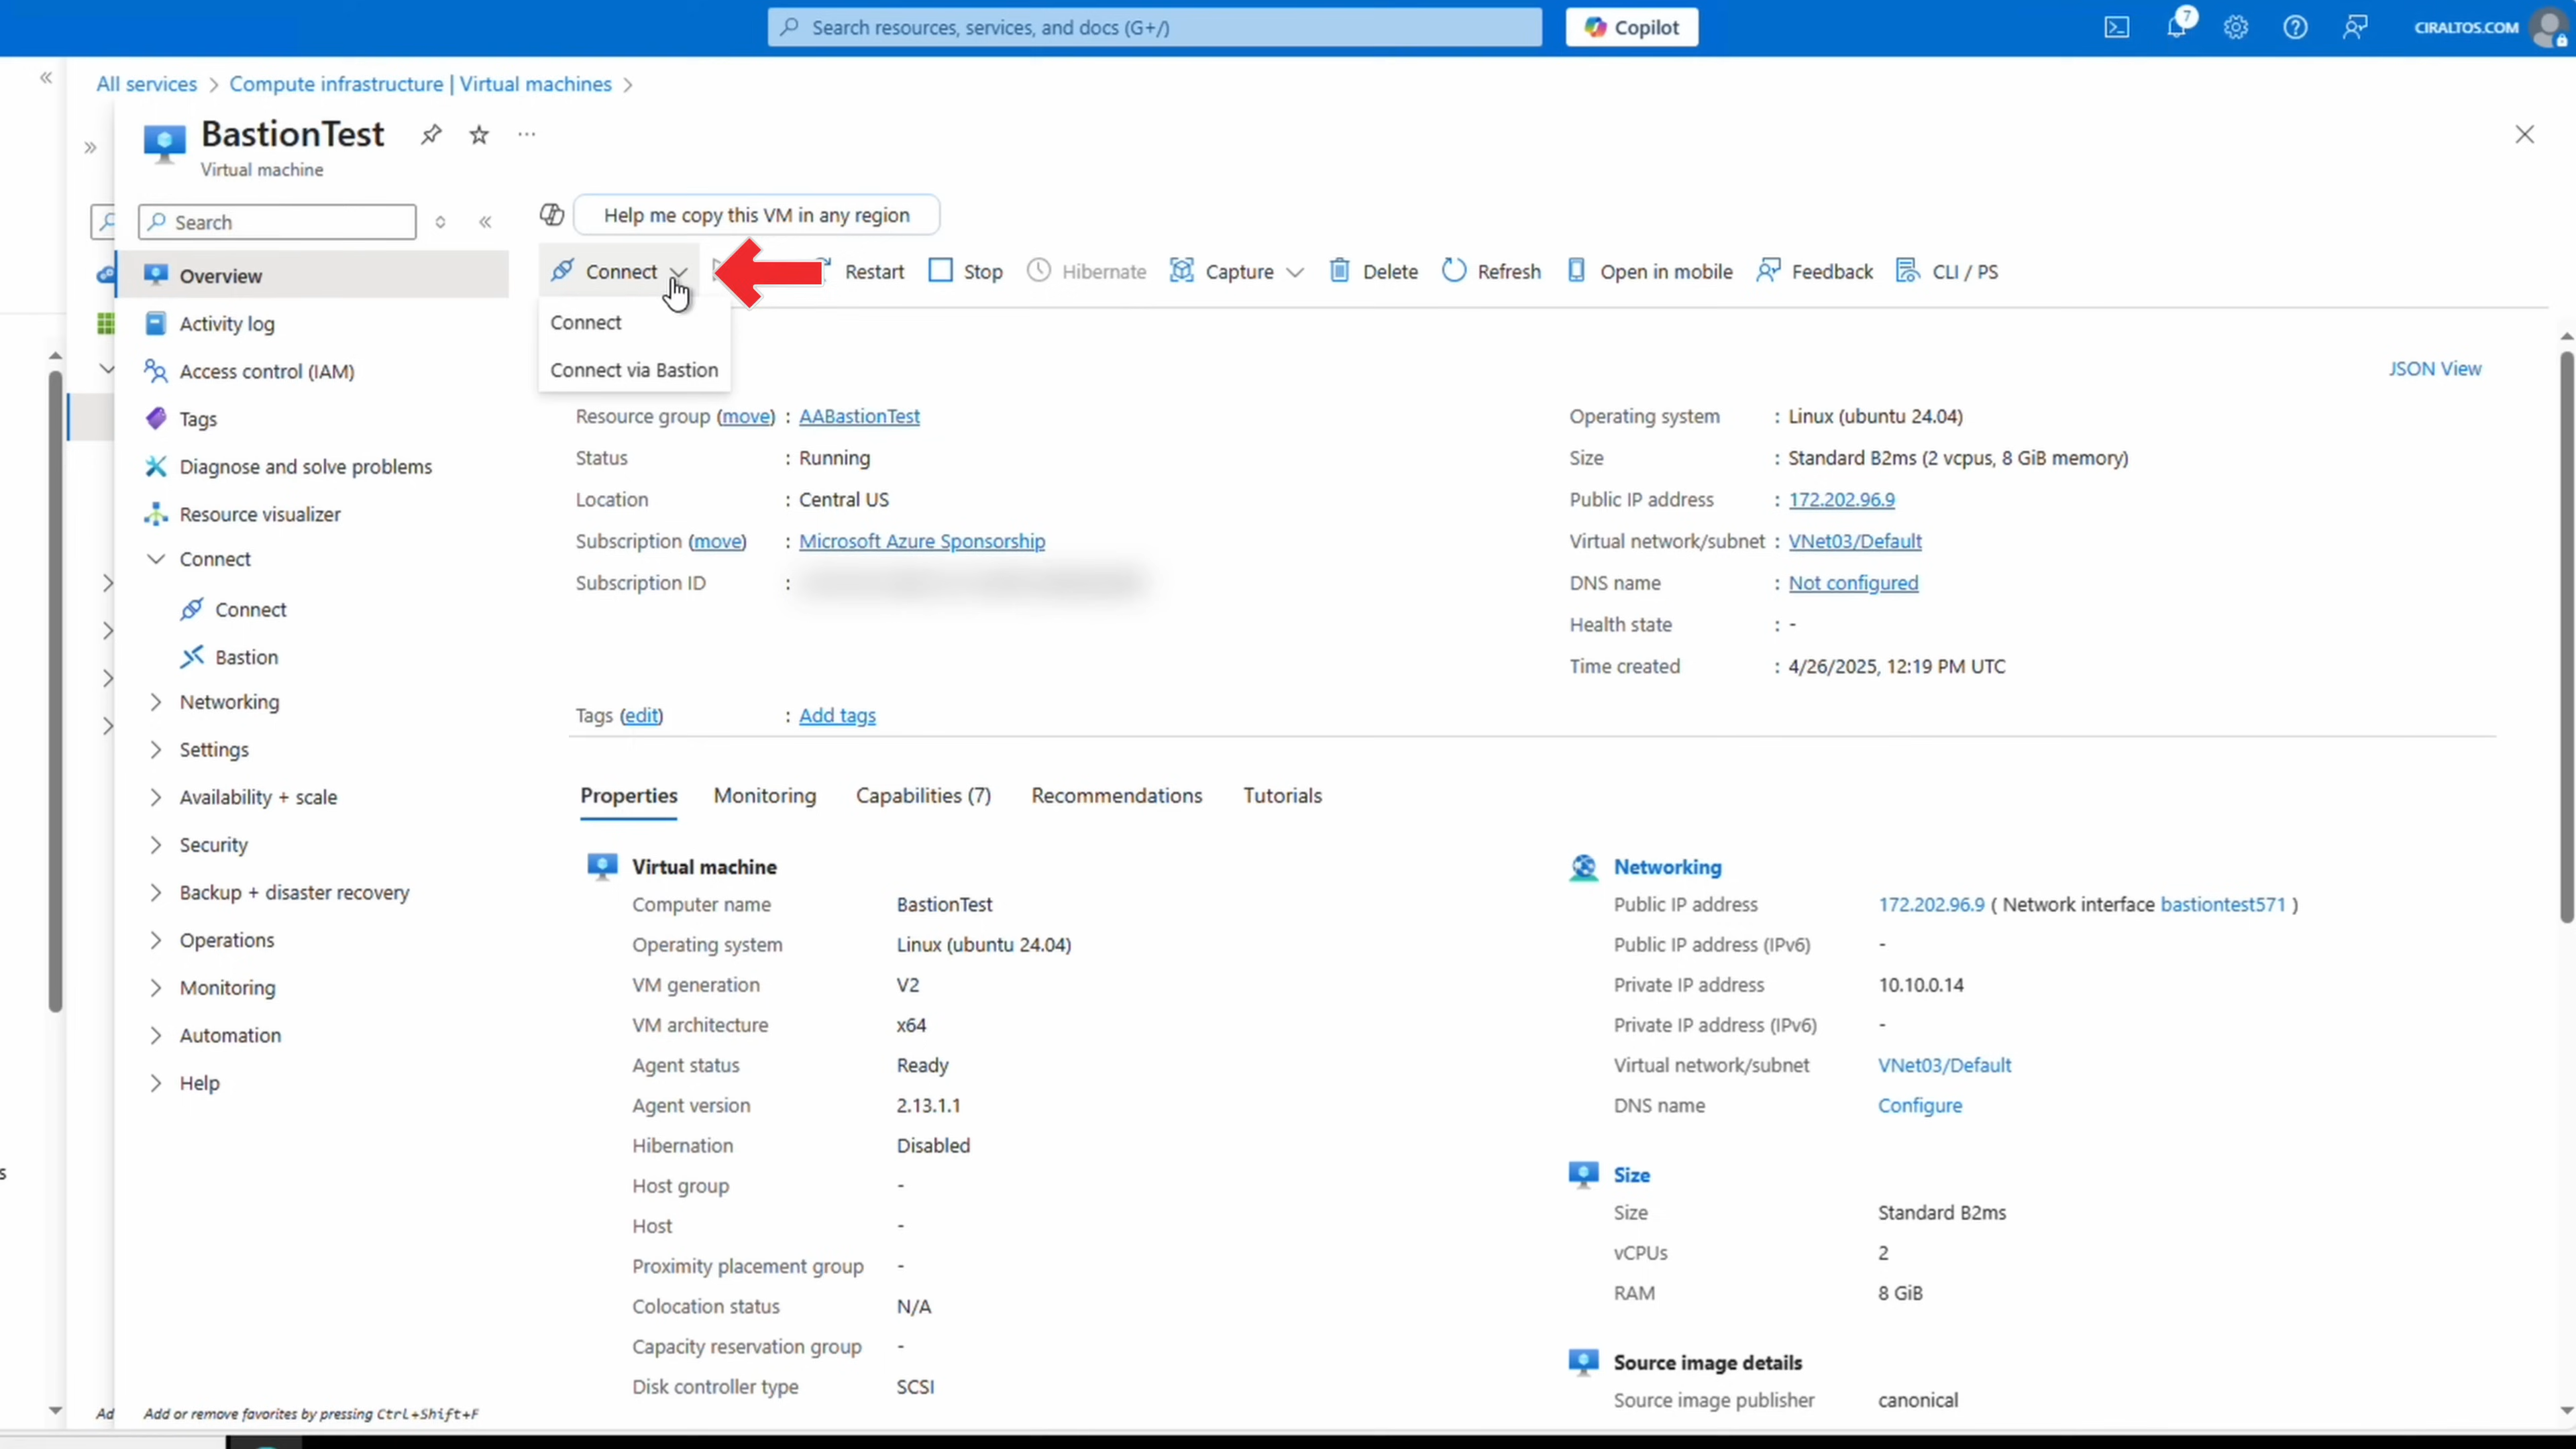 Search resources, services, and docs (G+/)
Copilot
7
CIRALTOS.COM
All services > Compute infrastructure | Virtual machines >
BastionTest
Virtual machine
Search
Help me copy this VM in any region
Connect
Restart
Stop
Hibernate
Capture
Delete
Refresh
Open in mobile
Feedback
CLI / PS
Connect
Connect via Bastion
Overview
Activity log
Access control (IAM)
Tags
Diagnose and solve problems
Resource visualizer
Connect
Connect
Bastion
Networking
Settings
Availability + scale
Security
Backup + disaster recovery
Operations
Monitoring
Automation
Help
Ad
Add or remove favorites by pressing Ctrl+Shift+F
s
JSON View
Resource group (move) : AABastionTest
Status : Running
Location : Central US
Subscription (move) : Microsoft Azure Sponsorship
Subscription ID :
Tags (edit) : Add tags
Operating system : Linux (ubuntu 24.04)
Size : Standard B2ms (2 vcpus, 8 GiB memory)
Public IP address : 172.202.96.9
Virtual network/subnet : VNet03/Default
DNS name : Not configured
Health state : -
Time created : 4/26/2025, 12:19 PM UTC
Properties
Monitoring
Capabilities (7)
Recommendations
Tutorials
Virtual machine
Computer name BastionTest
Operating system Linux (ubuntu 24.04)
VM generation V2
VM architecture x64
Agent status Ready
Agent version 2.13.1.1
Hibernation Disabled
Host group -
Host -
Proximity placement group -
Colocation status N/A
Capacity reservation group -
Disk controller type SCSI
Networking
Public IP address 172.202.96.9 ( Network interface bastiontest571 )
Public IP address (IPv6) -
Private IP address 10.10.0.14
Private IP address (IPv6) -
Virtual network/subnet VNet03/Default
DNS name Configure
Size
Size Standard B2ms
vCPUs 2
RAM 8 GiB
Source image details
Source image publisher canonical